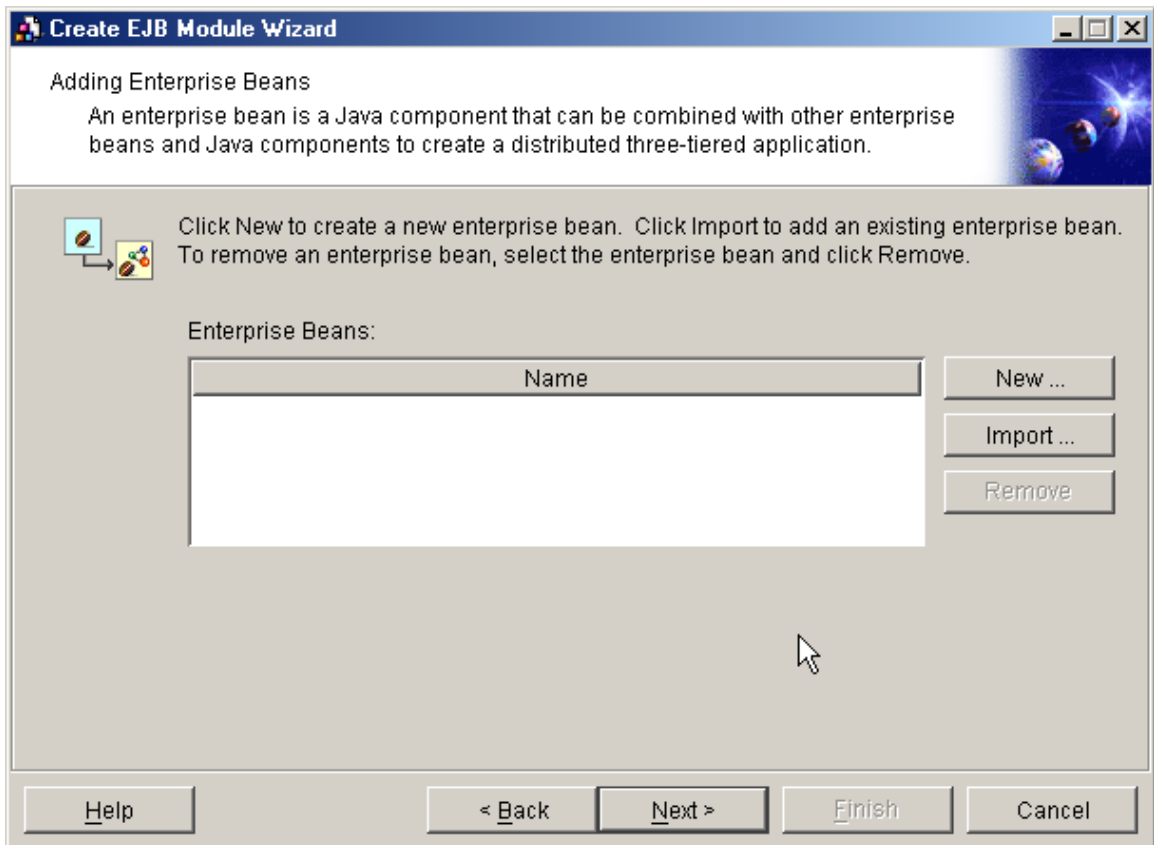 Create EJB Module Wizard
Adding Enterprise Beans
An enterprise bean is a Java component that can be combined with other enterprise
beans and Java components to create a distributed three-tiered application.
Click New to create a new enterprise bean.  Click Import to add an existing enterprise bean.
To remove an enterprise bean, select the enterprise bean and click Remove.
Enterprise Beans:
Name
New ...
Import ...
Remove
Help
< Back
Next >
Finish
Cancel